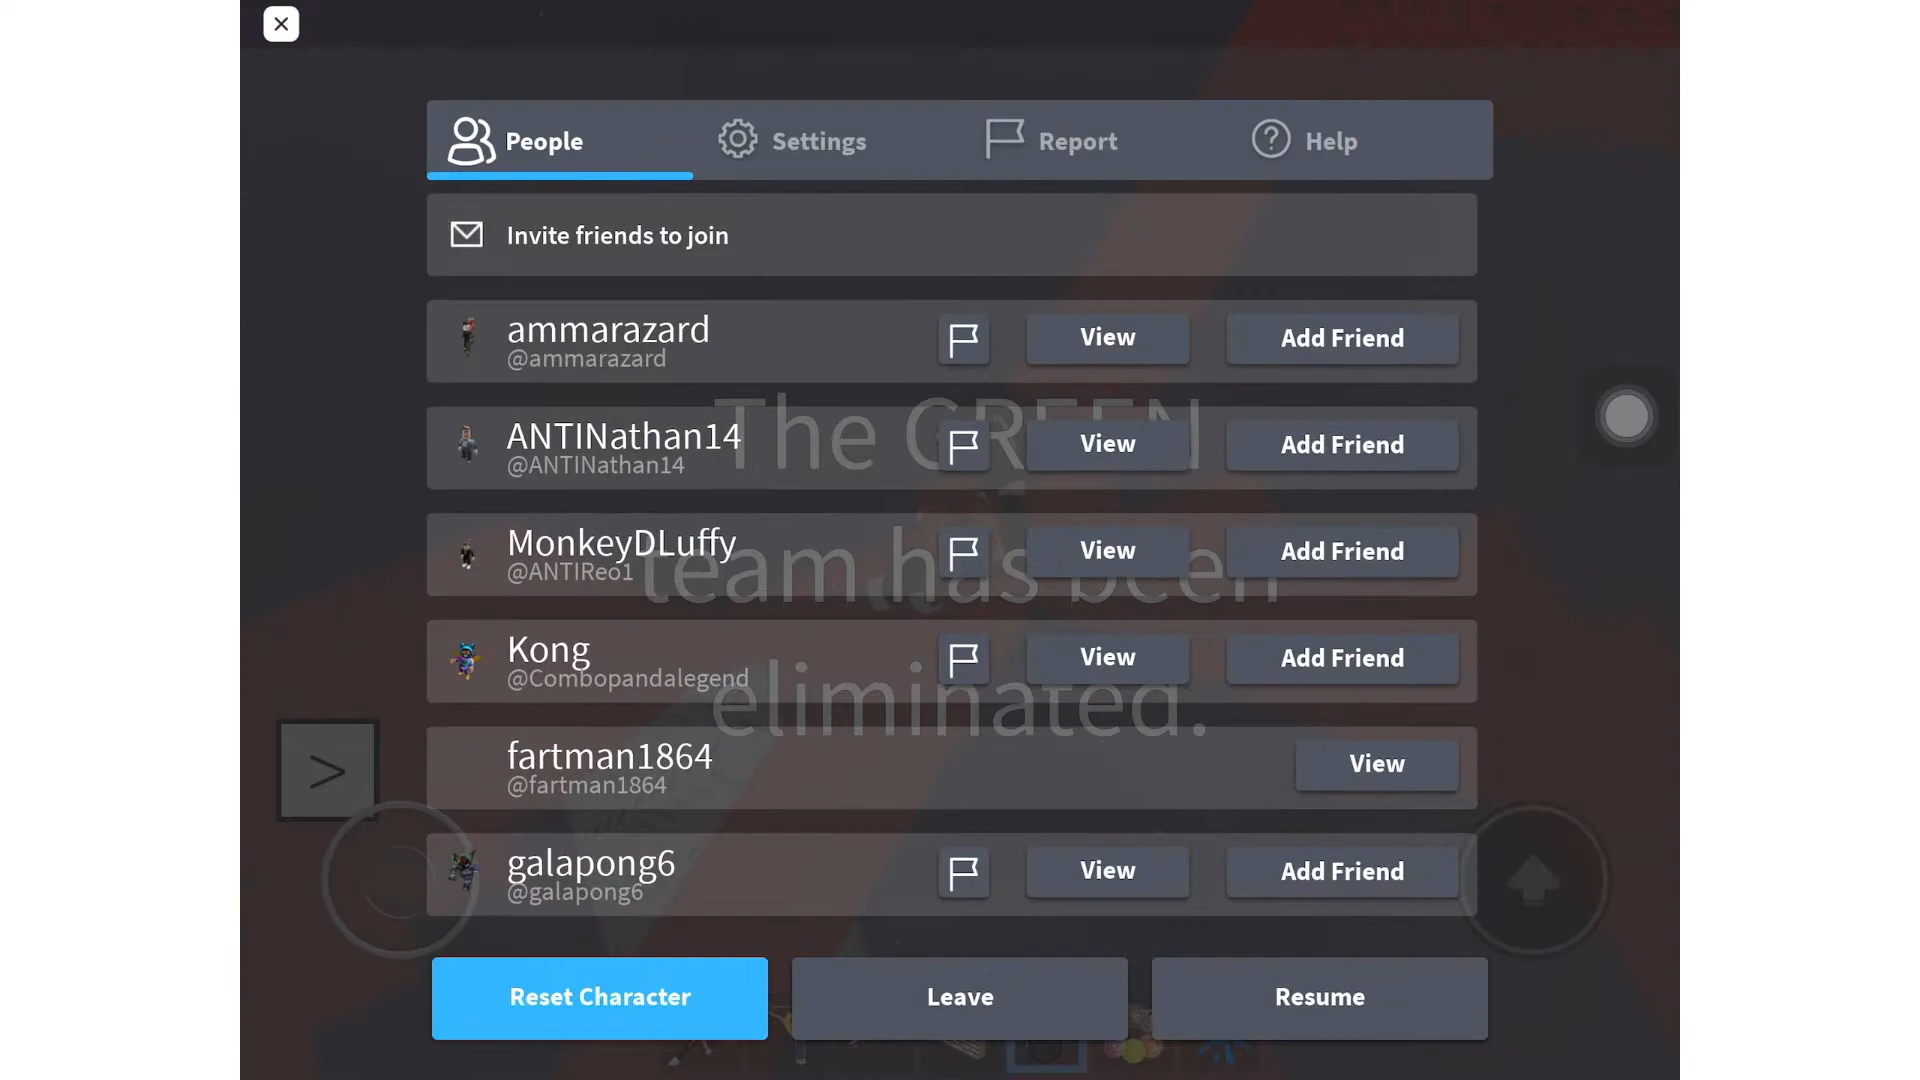 People
Settings
Report
Help
Invite friends to join
ammarazard
@ammarazard
View
Add Friend
ANTINathan14
@ANTINathan14
View
Add Friend
MonkeyDLuffy
@ANTIReo1
View
Add Friend
Kong
@Combopandalegend
View
Add Friend
fartman1864
@fartman1864
View
galapong6
@galapong6
View
Add Friend
The GREEN
team has been
eliminated.
>
Reset Character
Leave
Resume